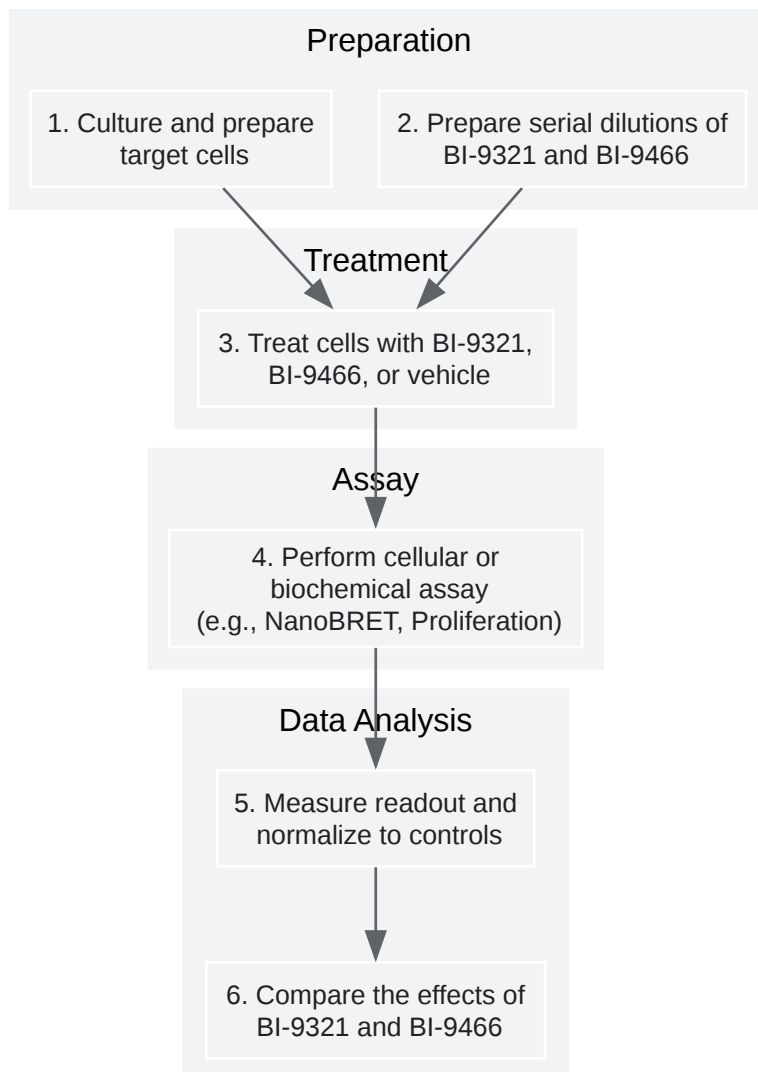 Preparation
1. Culture and prepare
target cells
2. Prepare serial dilutions of
BI-9321 and BI-9466
Treatment
3. Treat cells with BI-9321,
BI-9466, or vehicle
Assay
4. Perform cellular or
biochemical assay
(e.g., NanoBRET, Proliferation)
Data Analysis
5. Measure readout and
normalize to controls
6. Compare the effects of
BI-9321 and BI-9466